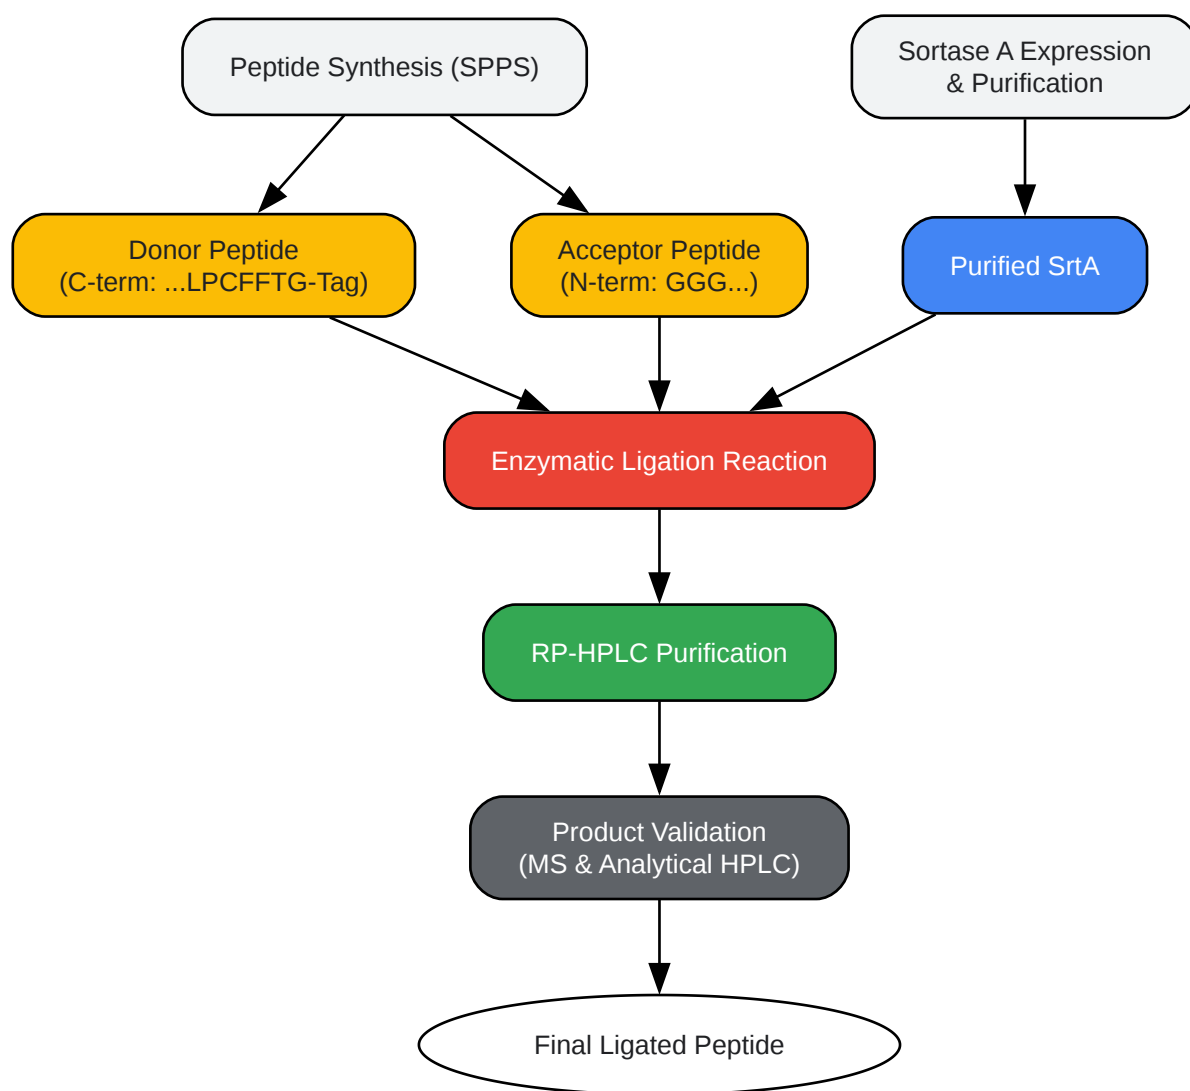 Peptide Synthesis (SPPS)
Sortase A Expression
& Purification
Donor Peptide
(C-term: ...LPCFFTG-Tag)
Acceptor Peptide
(N-term: GGG...)
Purified SrtA
Enzymatic Ligation Reaction
RP-HPLC Purification
Product Validation
(MS & Analytical HPLC)
Final Ligated Peptide